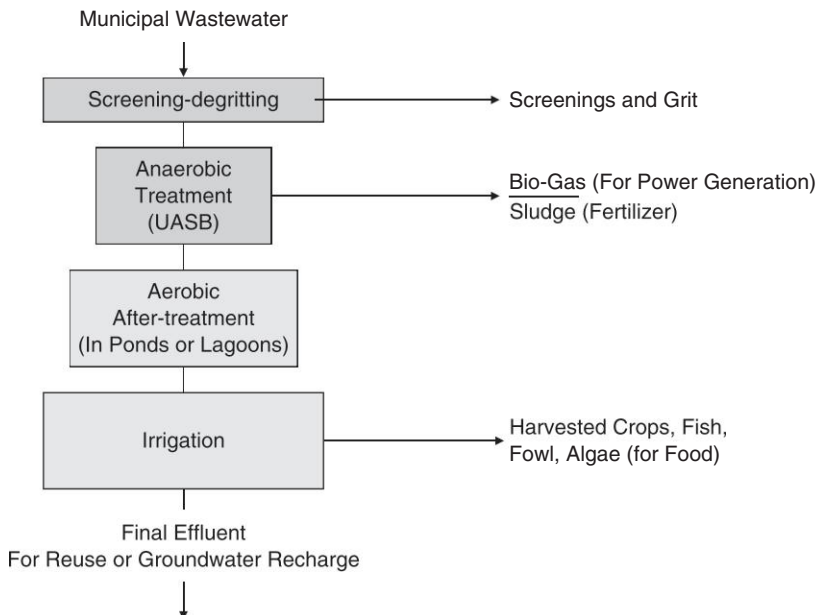 Municipal Wastewater
Screening-degritting
Screenings and Grit
Anaerobic
Treatment
(UASB)
Bio-Gas (For Power Generation)
Sludge (Fertilizer)
Aerobic
After-treatment
(In Ponds or Lagoons)
Irrigation
Harvested Crops, Fish,
Fowl, Algae (for Food)
Final Effluent
For Reuse or Groundwater Recharge